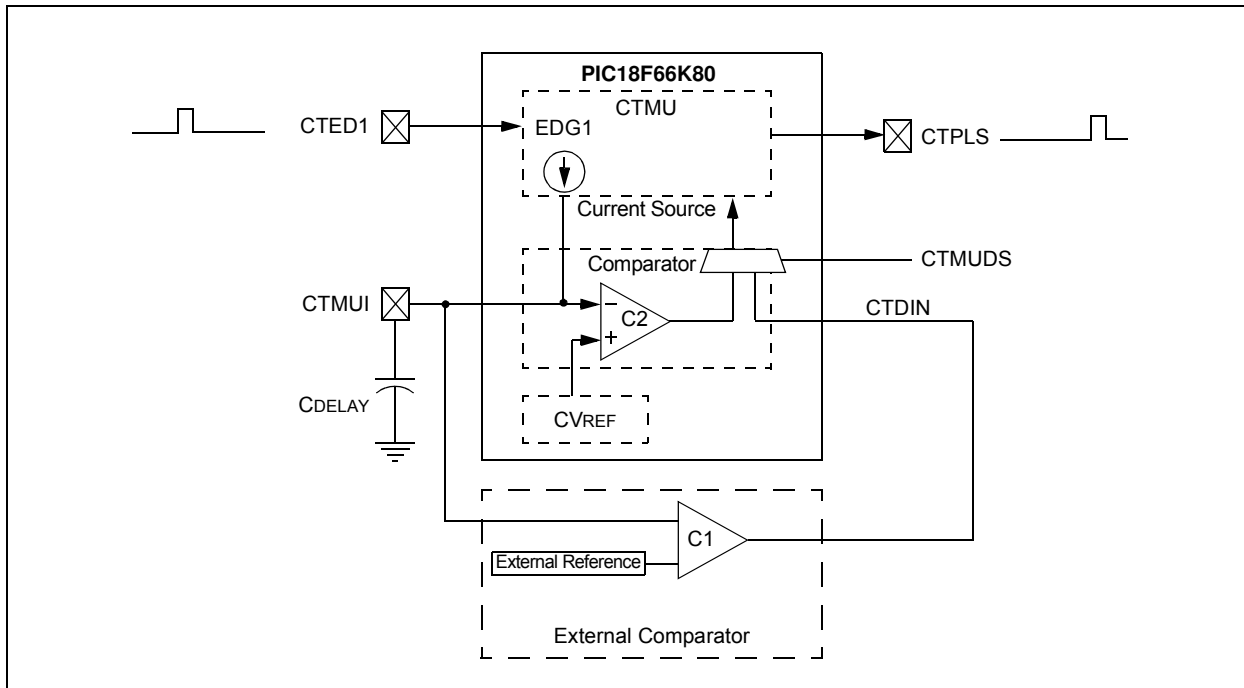 PIC18F66K80
CTMU
CTED1
EDG1
CTPLS
Current Source
Comparator
CTMUDS
CTMUI
C2
CTDIN
CDELAY
CVREF
C1
External Reference
External Comparator